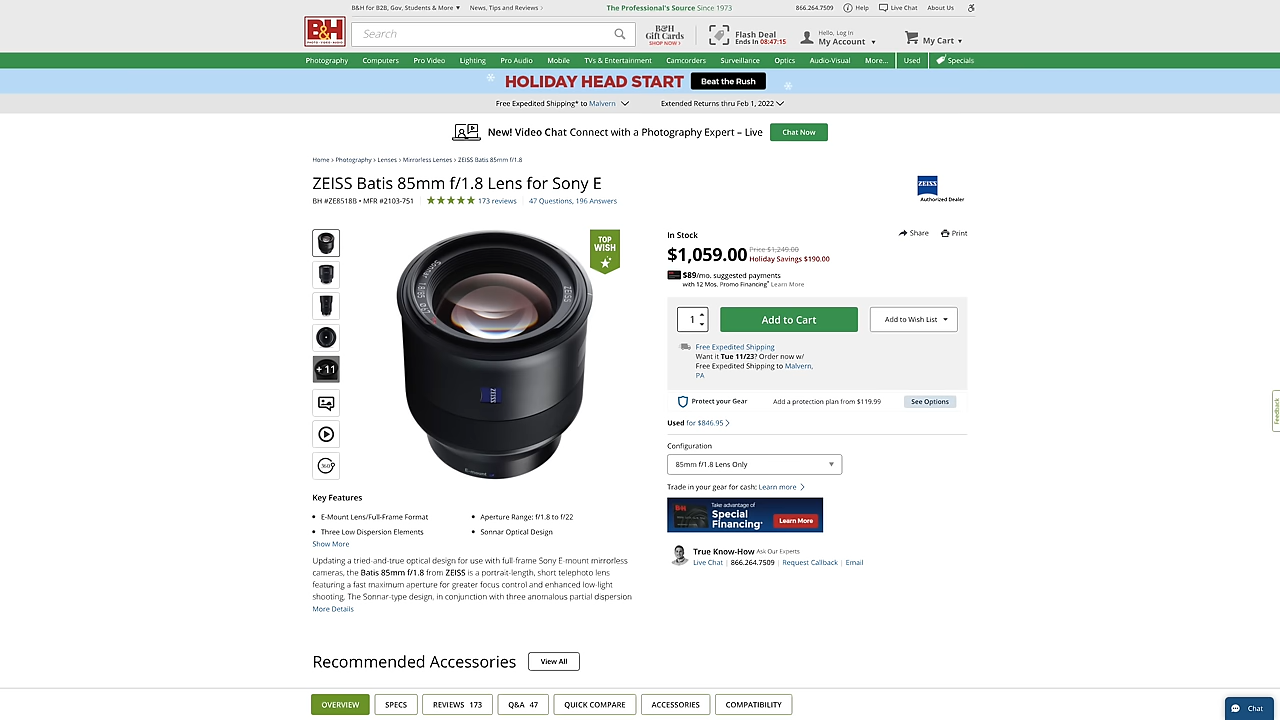 B&H for B2B, Gov, Students & More ▼ News, Tips and Reviews ›
The Professional's Source Since 1973
866.264.7509 Help Live Chat About Us
B&H
PHOTO · VIDEO · AUDIO
Search
B&H
Gift Cards
SHOP NOW ›
Flash Deal
Ends In 08:47:15
Hello, Log In
My Account ▼
My Cart ▼
Photography Computers Pro Video Lighting Pro Audio Mobile TVs & Entertainment Camcorders Surveillance Optics Audio-Visual More... Used Specials
HOLIDAY HEAD START Beat the Rush
Free Expedited Shipping* to Malvern Extended Returns thru Feb 1, 2022
New! Video Chat Connect with a Photography Expert – Live Chat Now
Home › Photography › Lenses › Mirrorless Lenses › ZEISS Batis 85mm f/1.8
ZEISS Batis 85mm f/1.8 Lens for Sony E
BH #ZE8518B • MFR #2103-751 173 reviews 47 Questions, 196 Answers
ZEISS
Authorized Dealer
+ 11
360
TOP
WISH
ZEISS
ZEISS
E-mount
In Stock
Share Print
$1,059.00 Price $1,249.00
Holiday Savings $190.00
$89/mo. suggested payments
with 12 Mos. Promo Financing* Learn More
1 Add to Cart Add to Wish List
Free Expedited Shipping
Want it Tue 11/23? Order now w/
Free Expedited Shipping to Malvern,
PA
Protect your Gear Add a protection plan from $119.99 See Options
Used for $846.95
Configuration
85mm f/1.8 Lens Only
Trade in your gear for cash: Learn more
B&H
Take advantage of
Special
Financing*
Learn More
True Know-How Ask Our Experts
Live Chat | 866.264.7509 | Request Callback | Email
Key Features
E-Mount Lens/Full-Frame Format
Aperture Range: f/1.8 to f/22
Three Low Dispersion Elements
Sonnar Optical Design
Show More
Updating a tried-and-true optical design for use with full frame Sony E-mount mirrorless
cameras, the Batis 85mm f/1.8 from ZEISS is a portrait-length, short telephoto lens
featuring a fast maximum aperture for greater focus control and enhanced low-light
shooting. The Sonnar-type design, in conjunction with three anomalous partial dispersion
More Details
Recommended Accessories View All
OVERVIEW SPECS REVIEWS 173 Q&A 47 QUICK COMPARE ACCESSORIES COMPATIBILITY
Feedback
Chat